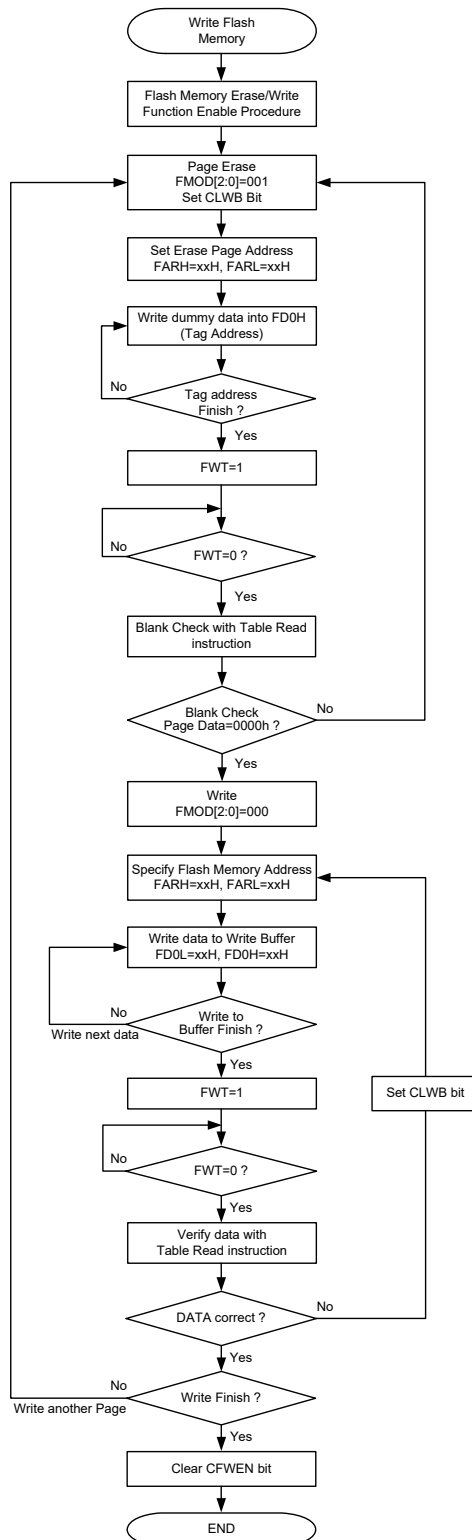 Write Flash
Memory
Flash Memory Erase/Write
Function Enable Procedure
Page Erase
FMOD[2:0]=001
Set CLWB Bit
Set Erase Page Address
FARH=xxH, FARL=xxH
Write dummy data into FD0H
(Tag Address)
No
Tag address
Finish ?
Yes
FWT=1
No
FWT=0 ?
Yes
Blank Check with Table Read
instruction
Blank Check
Page Data=0000h ?
No
Yes
Write
FMOD[2:0]=000
Specify Flash Memory Address
FARH=xxH, FARL=xxH
Write data to Write Buffer
FD0L=xxH, FD0H=xxH
No
Write next data
Write to
Buffer Finish ?
Yes
FWT=1
Set CLWB bit
No
FWT=0 ?
Yes
Verify data with
Table Read instruction
DATA correct ?
No
Yes
No
Write another Page
Write Finish ?
Yes
Clear CFWEN bit
END